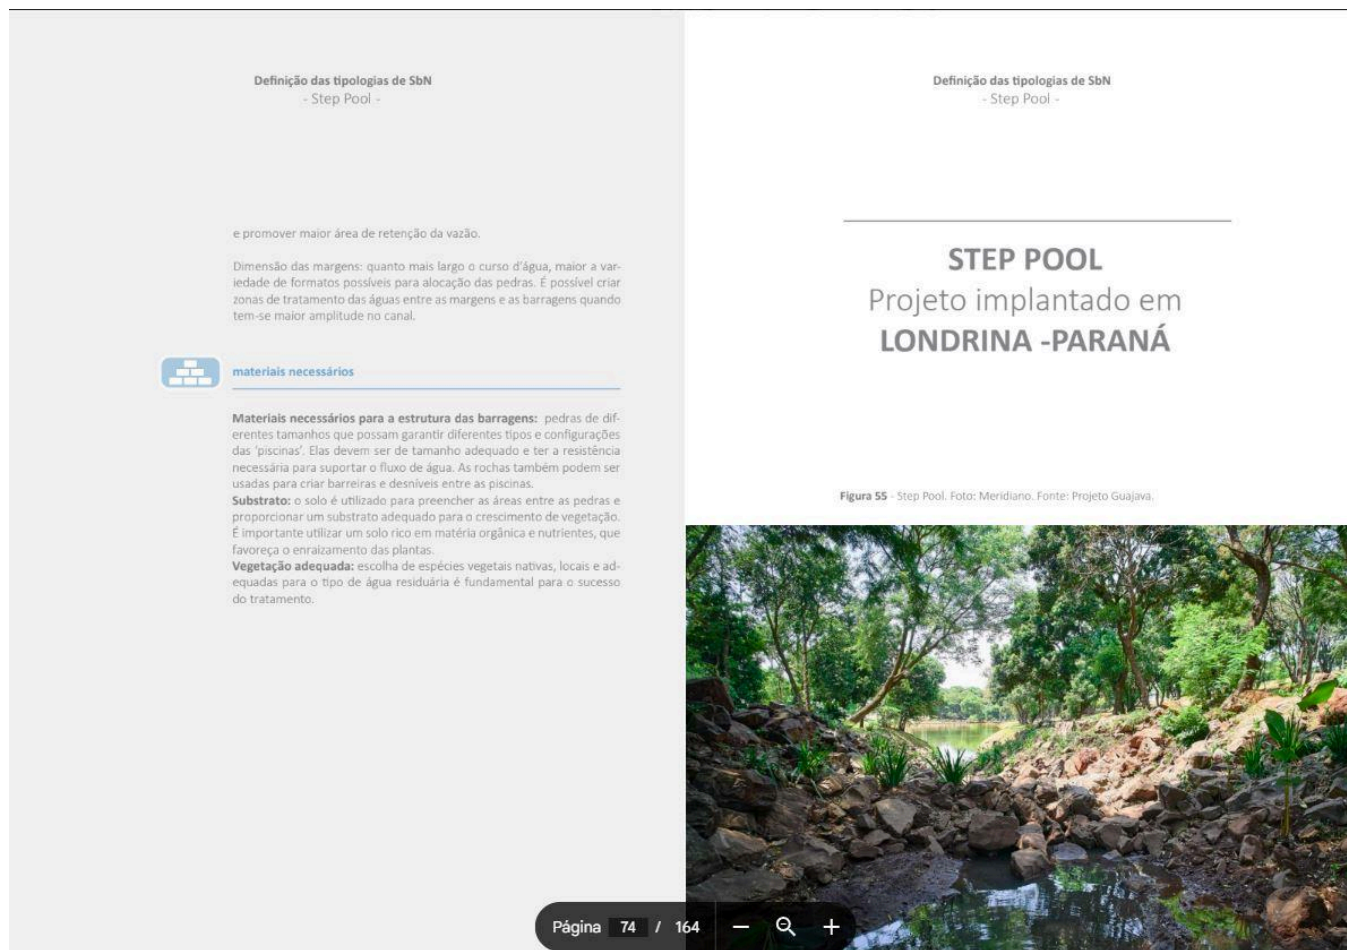 Definição das tipologias de SbN
- Step Pool -
e promover maior área de retenção da vazão.
Dimensão das margens: quanto mais largo o curso d'água, maior a var-
iedade de formatos possíveis para alocação das pedras. É possível criar
zonas de tratamento das águas entre as margens e as barragens quando
tem-se maior amplitude no canal.
materiais necessários
Materiais necessários para a estrutura das barragens: pedras de dif-
erentes tamanhos que possam garantir diferentes tipos e configurações
das 'piscinas'. Elas devem ser de tamanho adequado e ter a resistência
necessária para suportar o fluxo de água. As rochas também podem ser
usadas para criar barreiras e desníveis entre as piscinas.
Substrato: o solo é utilizado para preencher as áreas entre as pedras e
proporcionar um substrato adequado para o crescimento de vegetação.
É importante utilizar um solo rico em matéria orgânica e nutrientes, que
favoreça o enraizamento das plantas.
Vegetação adequada: escolha de espécies vegetais nativas, locais e ad-
equadas para o tipo de água residuária é fundamental para o sucesso
do tratamento.
Definição das tipologias de SbN
- Step Pool -
STEP POOL
Projeto implantado em
LONDRINA -PARANÁ
Figura 55 - Step Pool. Foto: Meridiano. Fonte: Projeto Guajava.
Página 74 / 164